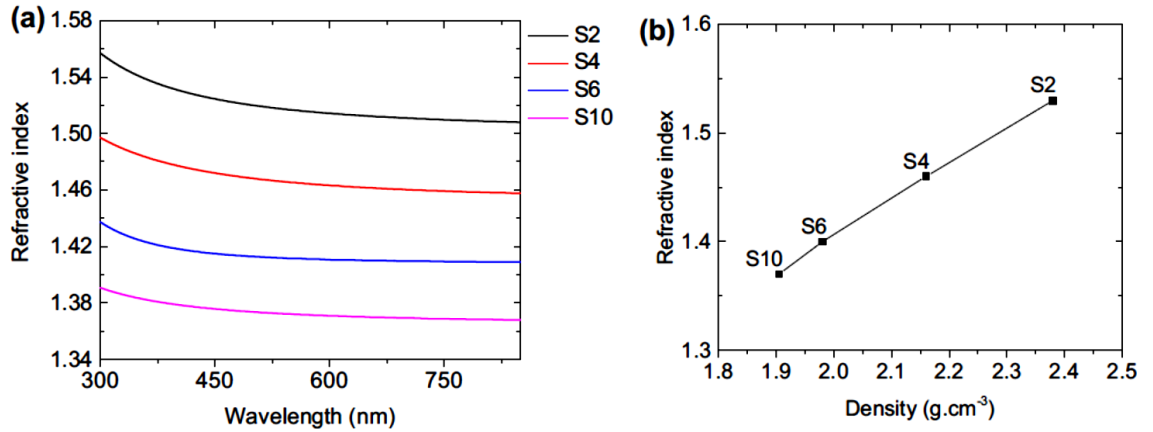 (a)
1.58
1.54
1.50
1.46
1.42
1.38
1.34
Refractive index
300
450
600
750
Wavelength (nm)
S2
S4
S6
S10
(b)
1.6
1.5
1.4
1.3
Refractive index
S10
S6
S4
S2
1.8
1.9
2.0
2.1
2.2
2.3
2.4
2.5
Density (g.cm⁻³)